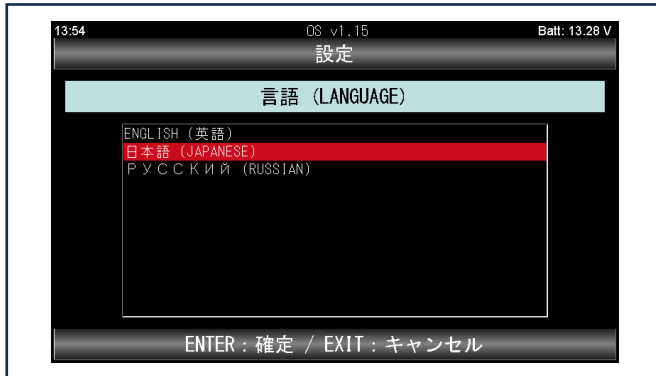 13:54 OS v1.15 Batt: 13.28 V
設定
言語 (LANGUAGE)
ENGLISH (英語)
日本語 (JAPANESE)
РУССКИЙ (RUSSIAN)
ENTER：確定 / EXIT：キャンセル